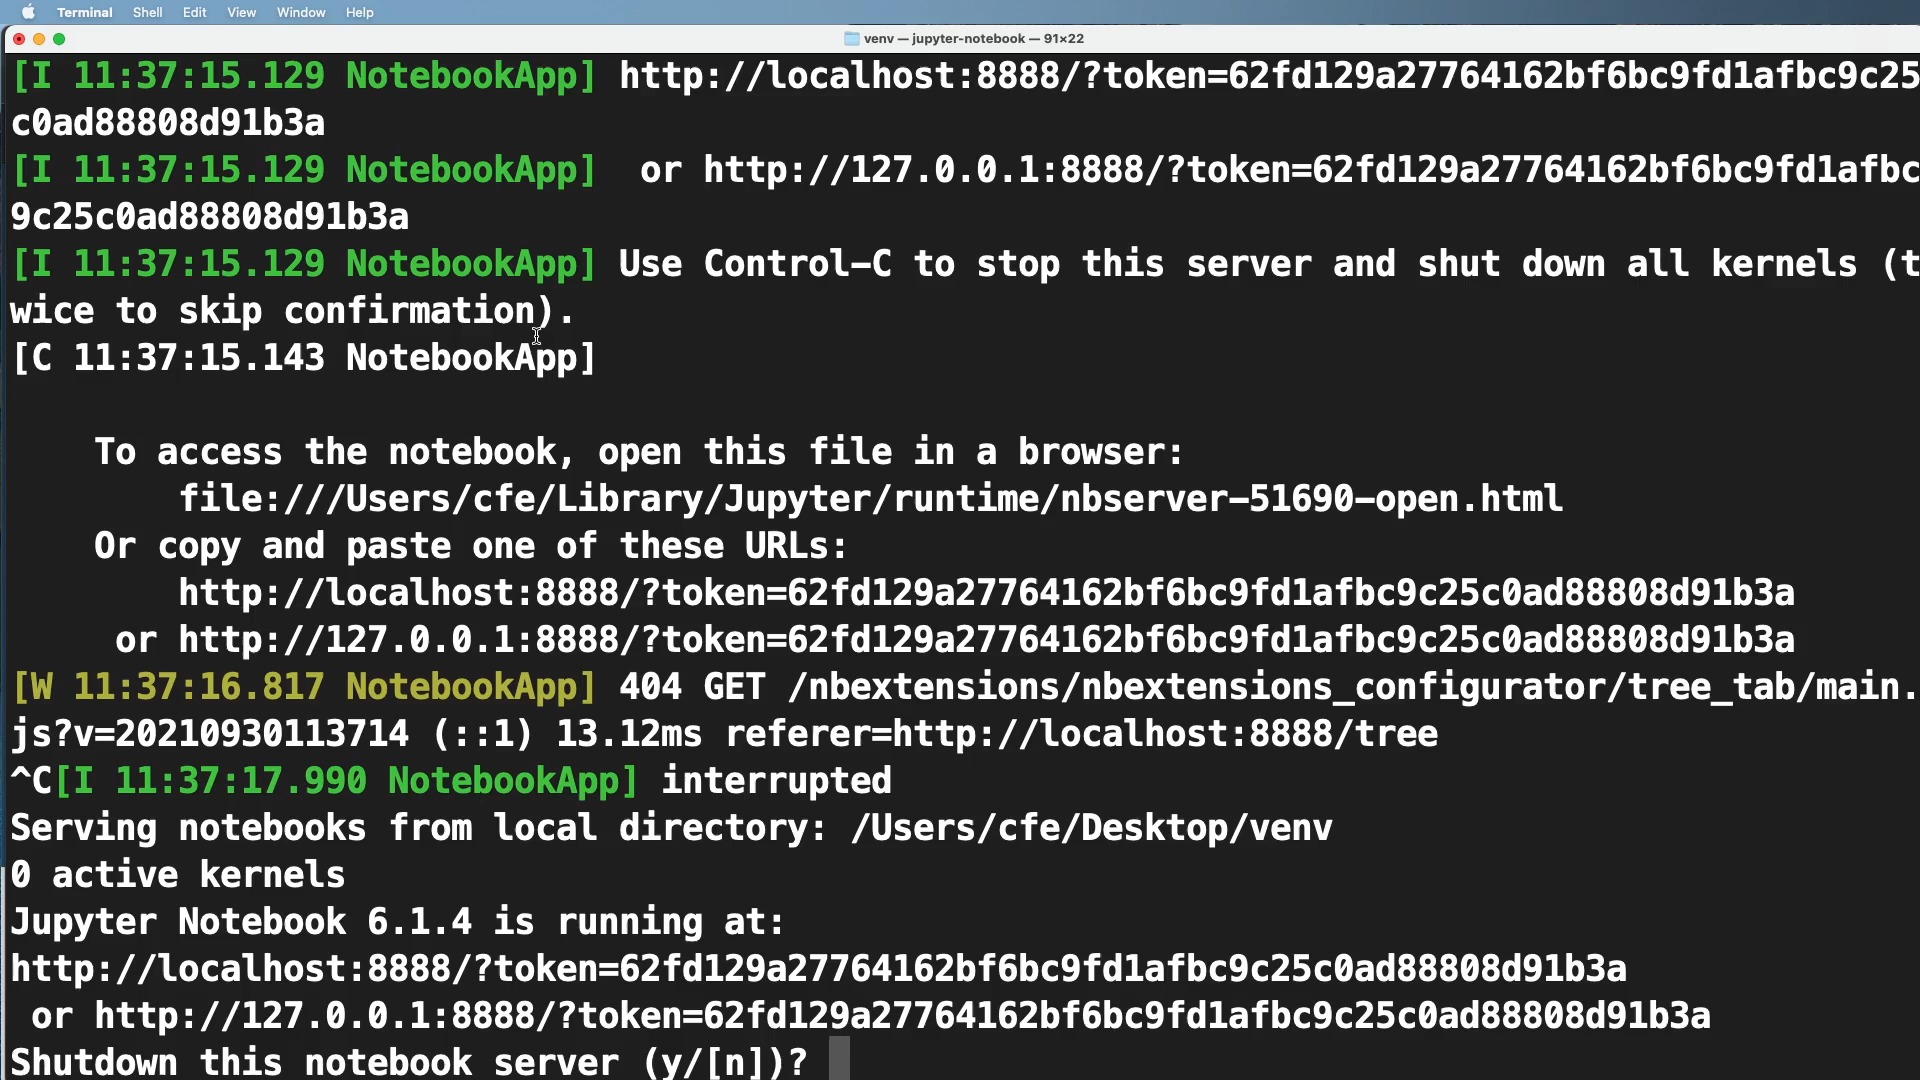 Terminal Shell Edit View Window Help
venv — jupyter-notebook — 91×22
[I 11:37:15.129 NotebookApp] http://localhost:8888/?token=62fd129a27764162bf6bc9fd1afbc9c25
c0ad88808d91b3a
[I 11:37:15.129 NotebookApp]  or http://127.0.0.1:8888/?token=62fd129a27764162bf6bc9fd1afbc
9c25c0ad88808d91b3a
[I 11:37:15.129 NotebookApp] Use Control-C to stop this server and shut down all kernels (t
wice to skip confirmation).
[C 11:37:15.143 NotebookApp]
To access the notebook, open this file in a browser:
file:///Users/cfe/Library/Jupyter/runtime/nbserver-51690-open.html
Or copy and paste one of these URLs:
http://localhost:8888/?token=62fd129a27764162bf6bc9fd1afbc9c25c0ad88808d91b3a
or http://127.0.0.1:8888/?token=62fd129a27764162bf6bc9fd1afbc9c25c0ad88808d91b3a
[W 11:37:16.817 NotebookApp] 404 GET /nbextensions/nbextensions_configurator/tree_tab/main.
js?v=20210930113714 (::1) 13.12ms referer=http://localhost:8888/tree
^C[I 11:37:17.990 NotebookApp] interrupted
Serving notebooks from local directory: /Users/cfe/Desktop/venv
0 active kernels
Jupyter Notebook 6.1.4 is running at:
http://localhost:8888/?token=62fd129a27764162bf6bc9fd1afbc9c25c0ad88808d91b3a
or http://127.0.0.1:8888/?token=62fd129a27764162bf6bc9fd1afbc9c25c0ad88808d91b3a
Shutdown this notebook server (y/[n])?